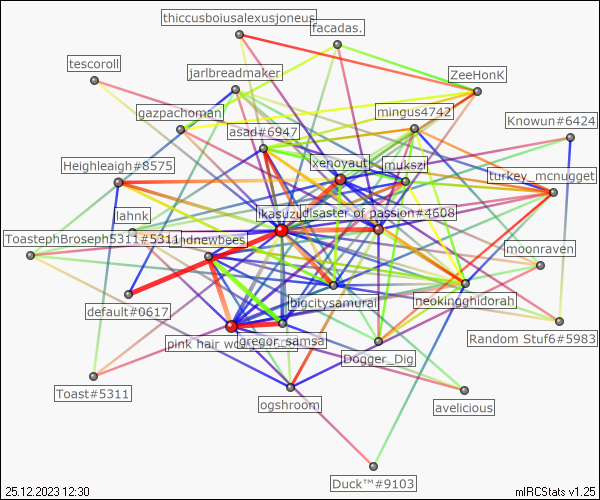 thiccusboiusalexusjoneus
facadas.
tescoroll
jarlbreadmaker
ZeeHonK
gazpachoman
mingus4742
Knowun#6424
asad#6947
xenoyaut
mukszi
Heighleaigh#8575
turkey_mcnugget
lahnk
ikasuzu
disaster of passion#4608
ToastephBroseph5311#5311
hdnewbees
moonraven
default#0617
bigcitysamurai
neokingghidorah
pink hair
gregor_samsa
Random Stuf6#5983
Dogger_Dig
Toast#5311
ogshroom
avelicious
Duck™#9103
25.12.2023 12:30
mIRCStats v1.25